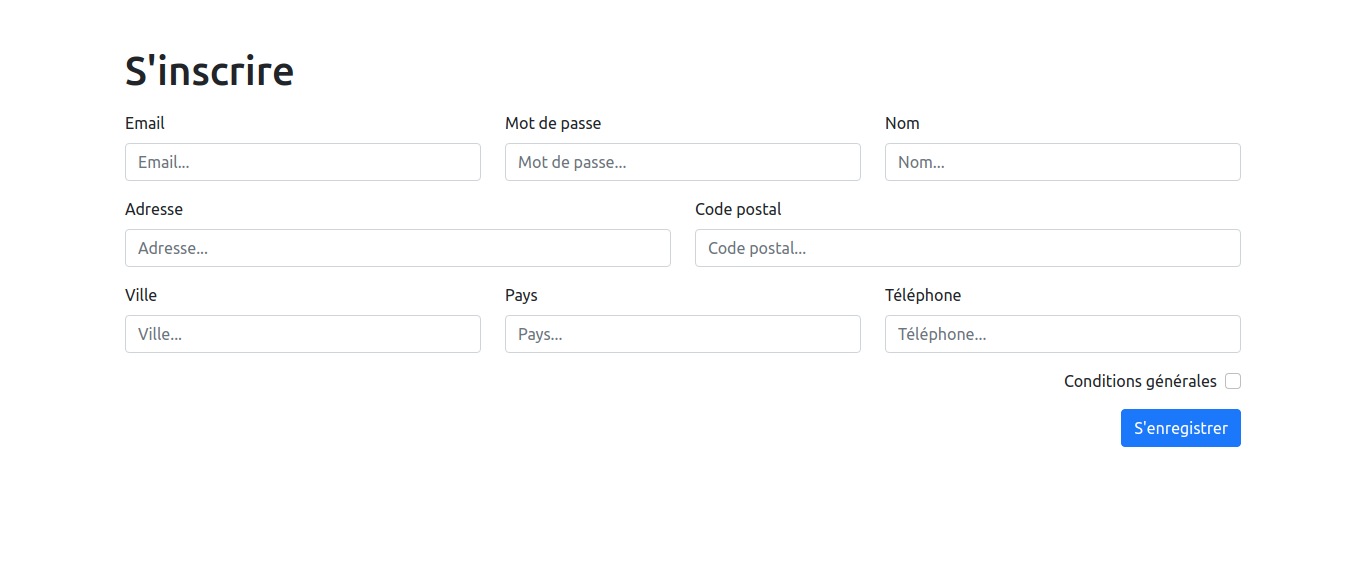 S'inscrire
Email Mot de passe Nom
Email... Mot de passe... Nom...
Adresse Code postal
Adresse... Code postal...
Ville Pays Téléphone
Ville... Pays... Téléphone...
Conditions générales
S'enregistrer